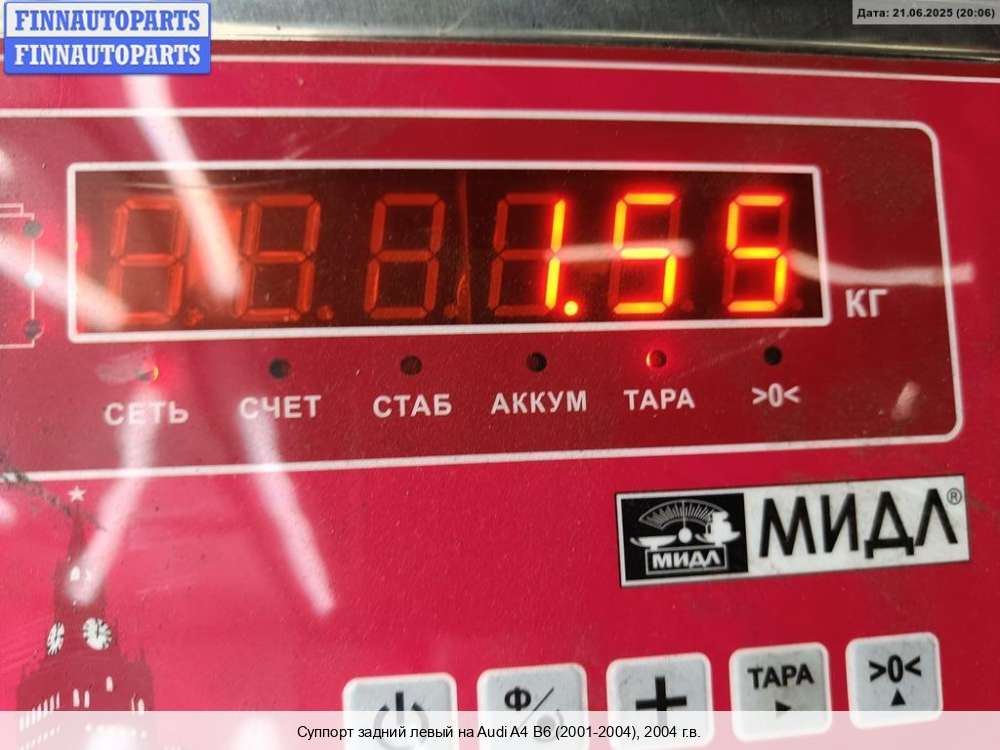 FINNAUTOPARTS
FINNAUTOPARTS
Дата: 21.06.2025 (20:06)
1.55
КГ
СЕТЬ СЧЕТ СТАБ АККУМ ТАРА >0<
МИДЛ МИДЛ®
Ф/ + ТАРА >0<
Суппорт задний левый на Audi A4 B6 (2001-2004), 2004 г.в.